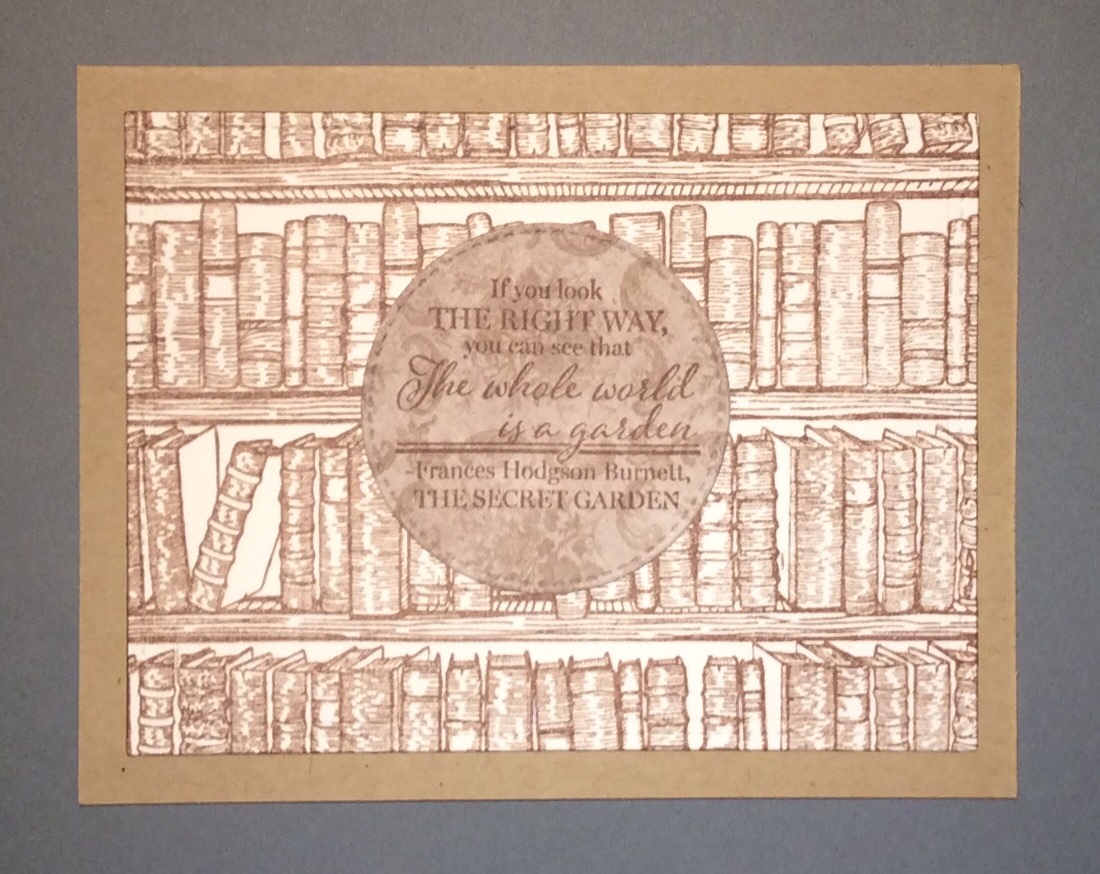 If you look
THE RIGHT WAY,
you can see that
The whole world
is a garden
-Frances Hodgson Burnett,
THE SECRET GARDEN